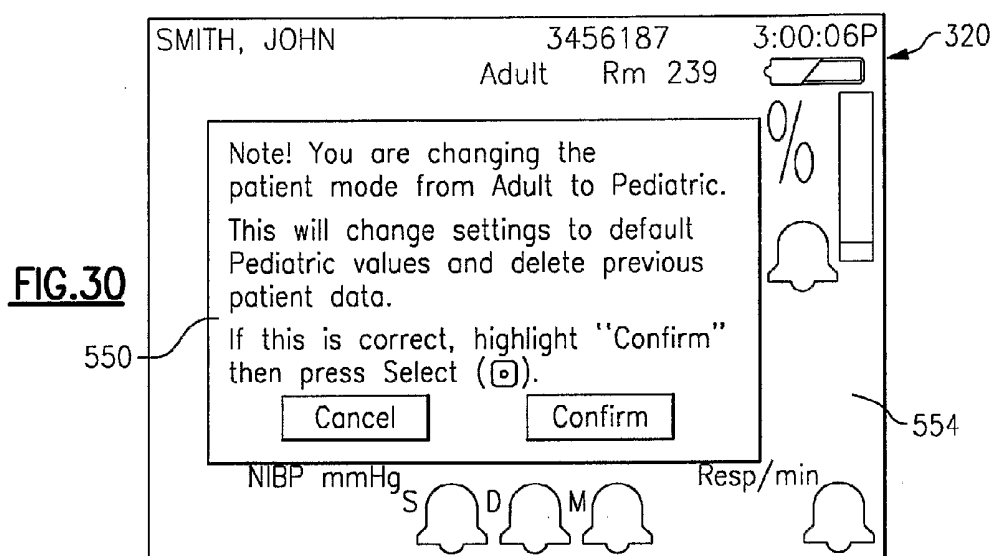 SMITH, JOHN 3456187 3:00:06P
320
Adult Rm 239
%
Note! You are changing the
patient mode from Adult to Pediatric.
This will change settings to default
Pediatric values and delete previous
patient data.
FIG.30
If this is correct, highlight "Confirm"
550
then press Select (⊡).
Cancel Confirm
554
NIBP mmHg Resp/min
S D M